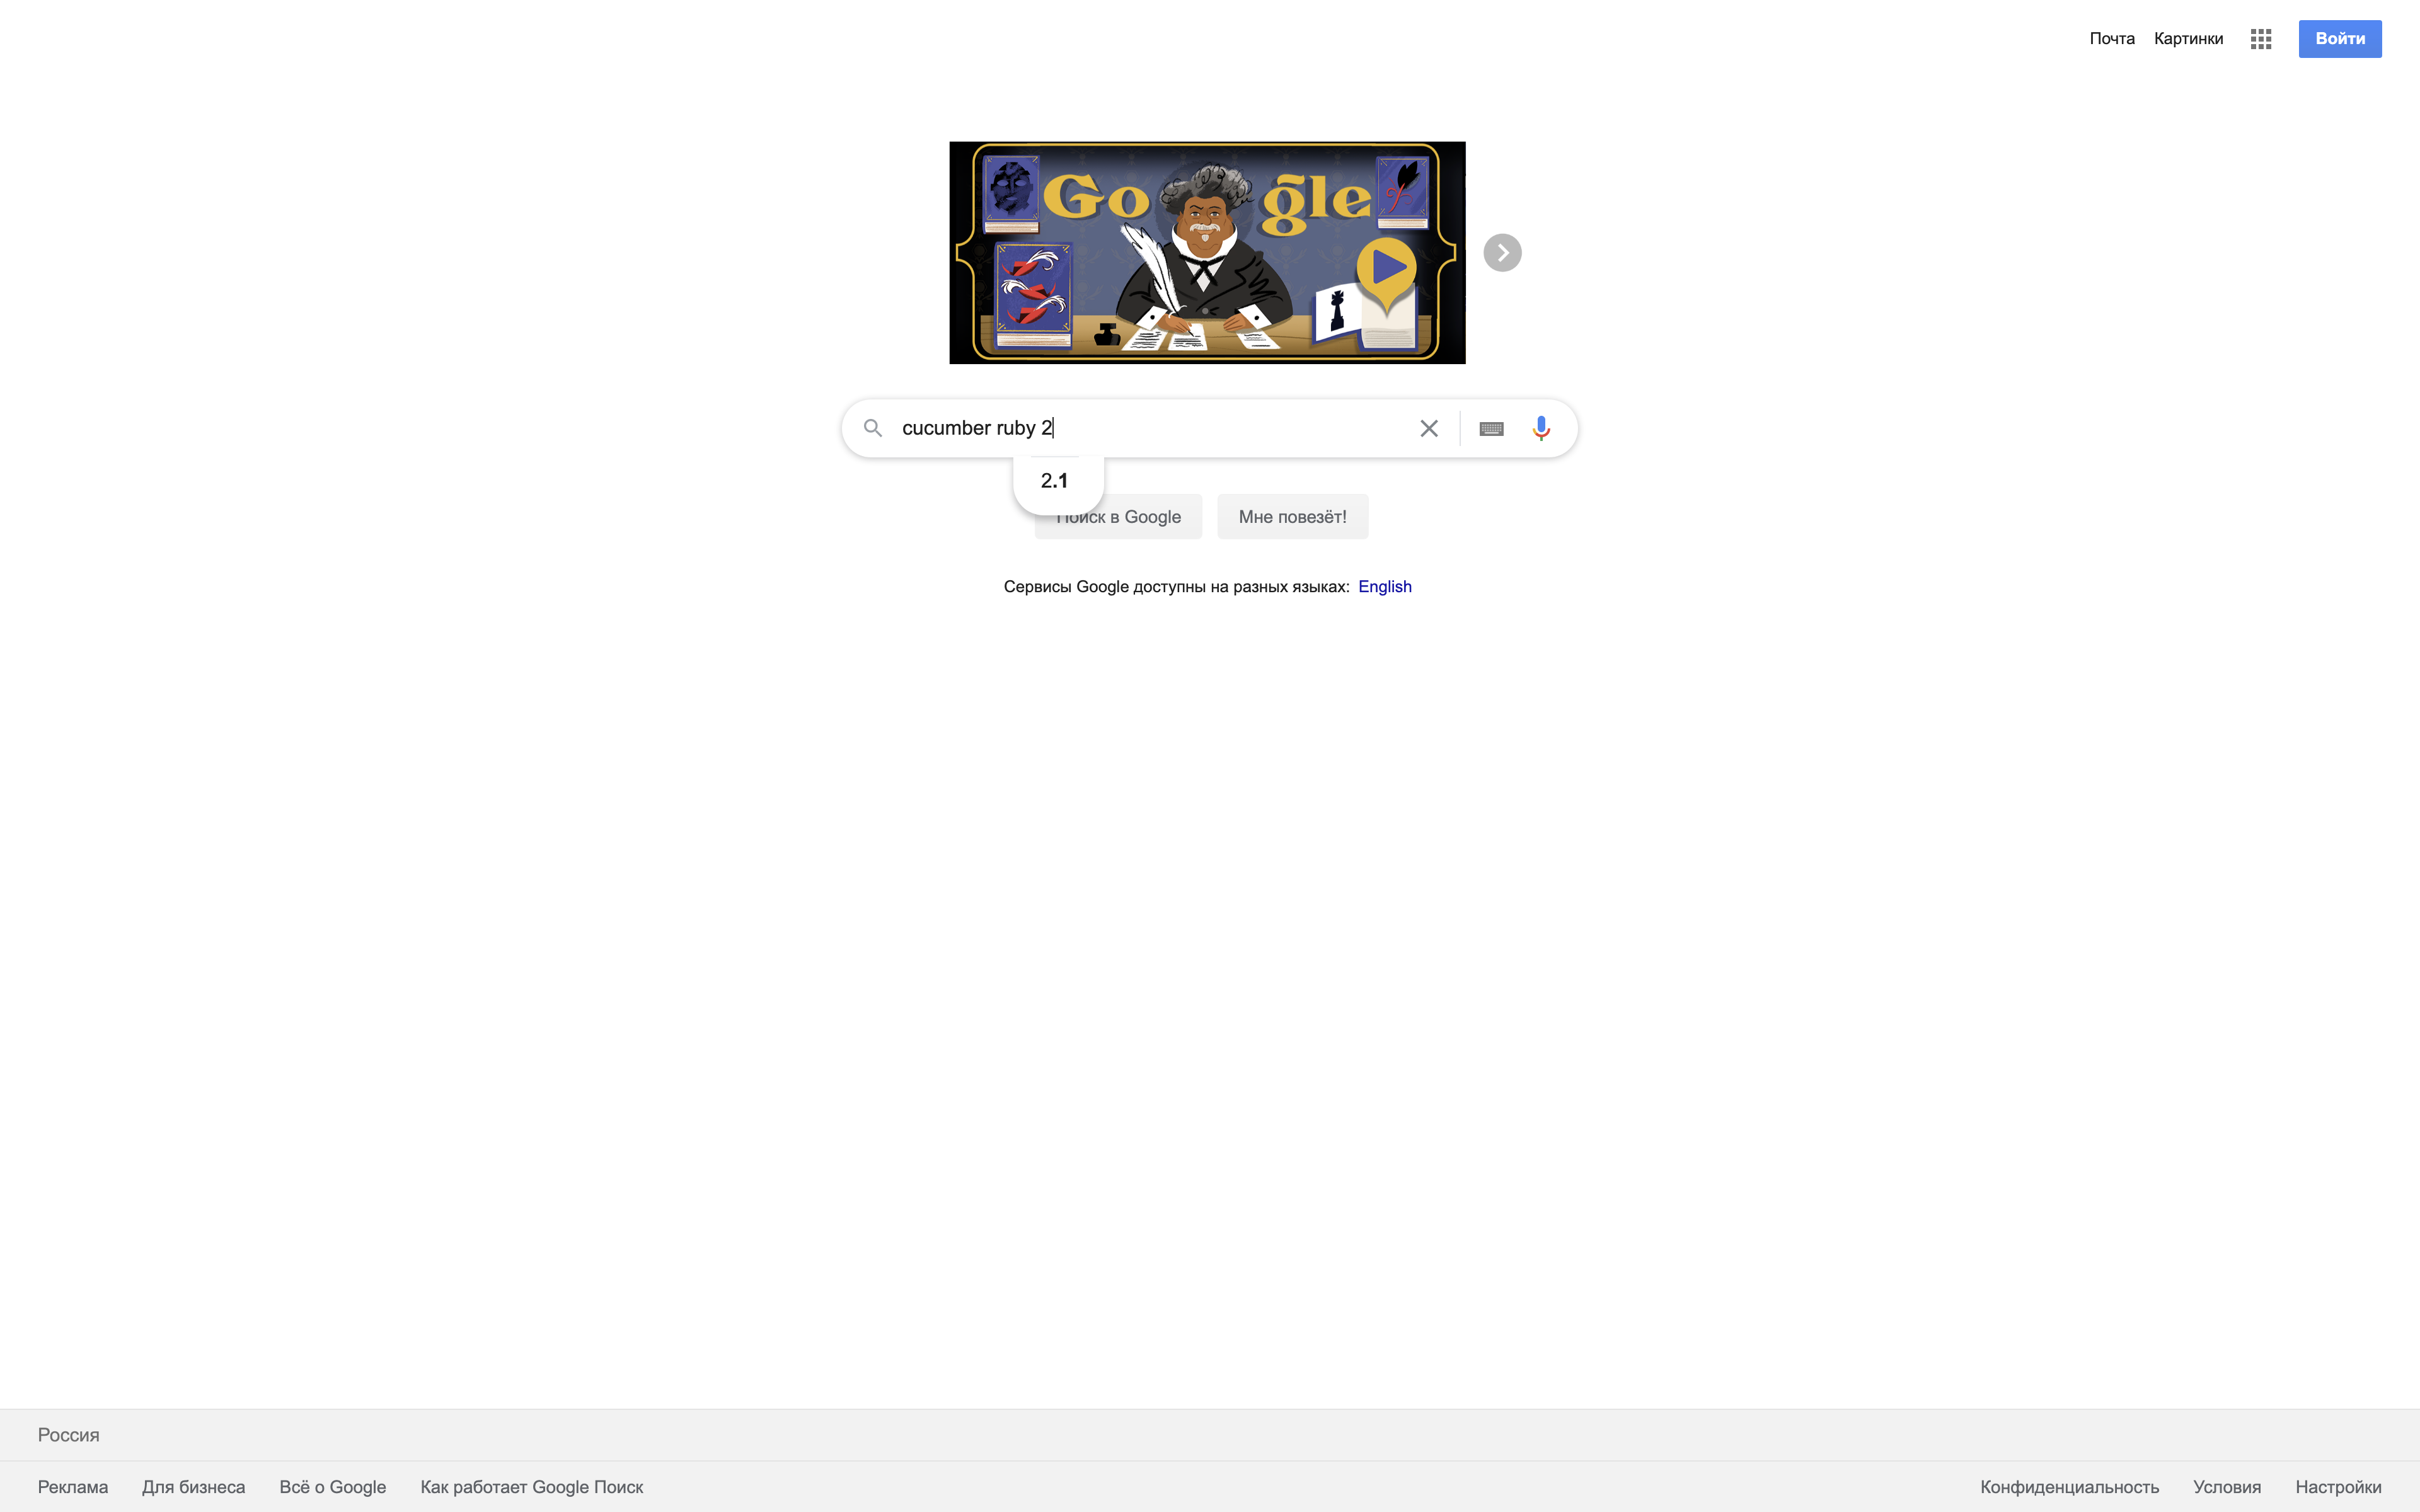 Почта Картинки Войти
Google
cucumber ruby 2
2.1
Поиск в Google Мне повезёт!
Сервисы Google доступны на разных языках: English
Россия
Реклама Для бизнеса Всё о Google Как работает Google Поиск Конфиденциальность Условия Настройки